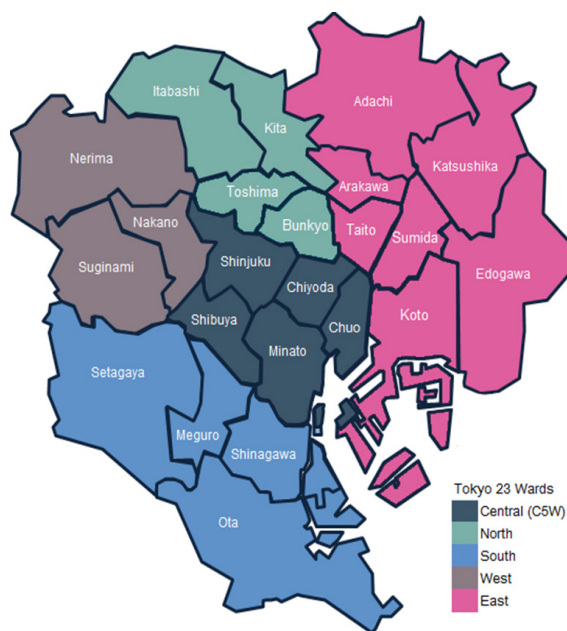 Itabashi
Adachi
Kita
Nerima
Katsushika
Toshima
Arakawa
Nakano
Bunkyo
Taito
Sumida
Shinjuku
Suginami
Edogawa
Chiyoda
Koto
Shibuya
Chuo
Minato
Setagaya
Meguro
Shinagawa
Ota
Tokyo 23 Wards
Central (C5W)
North
South
West
East